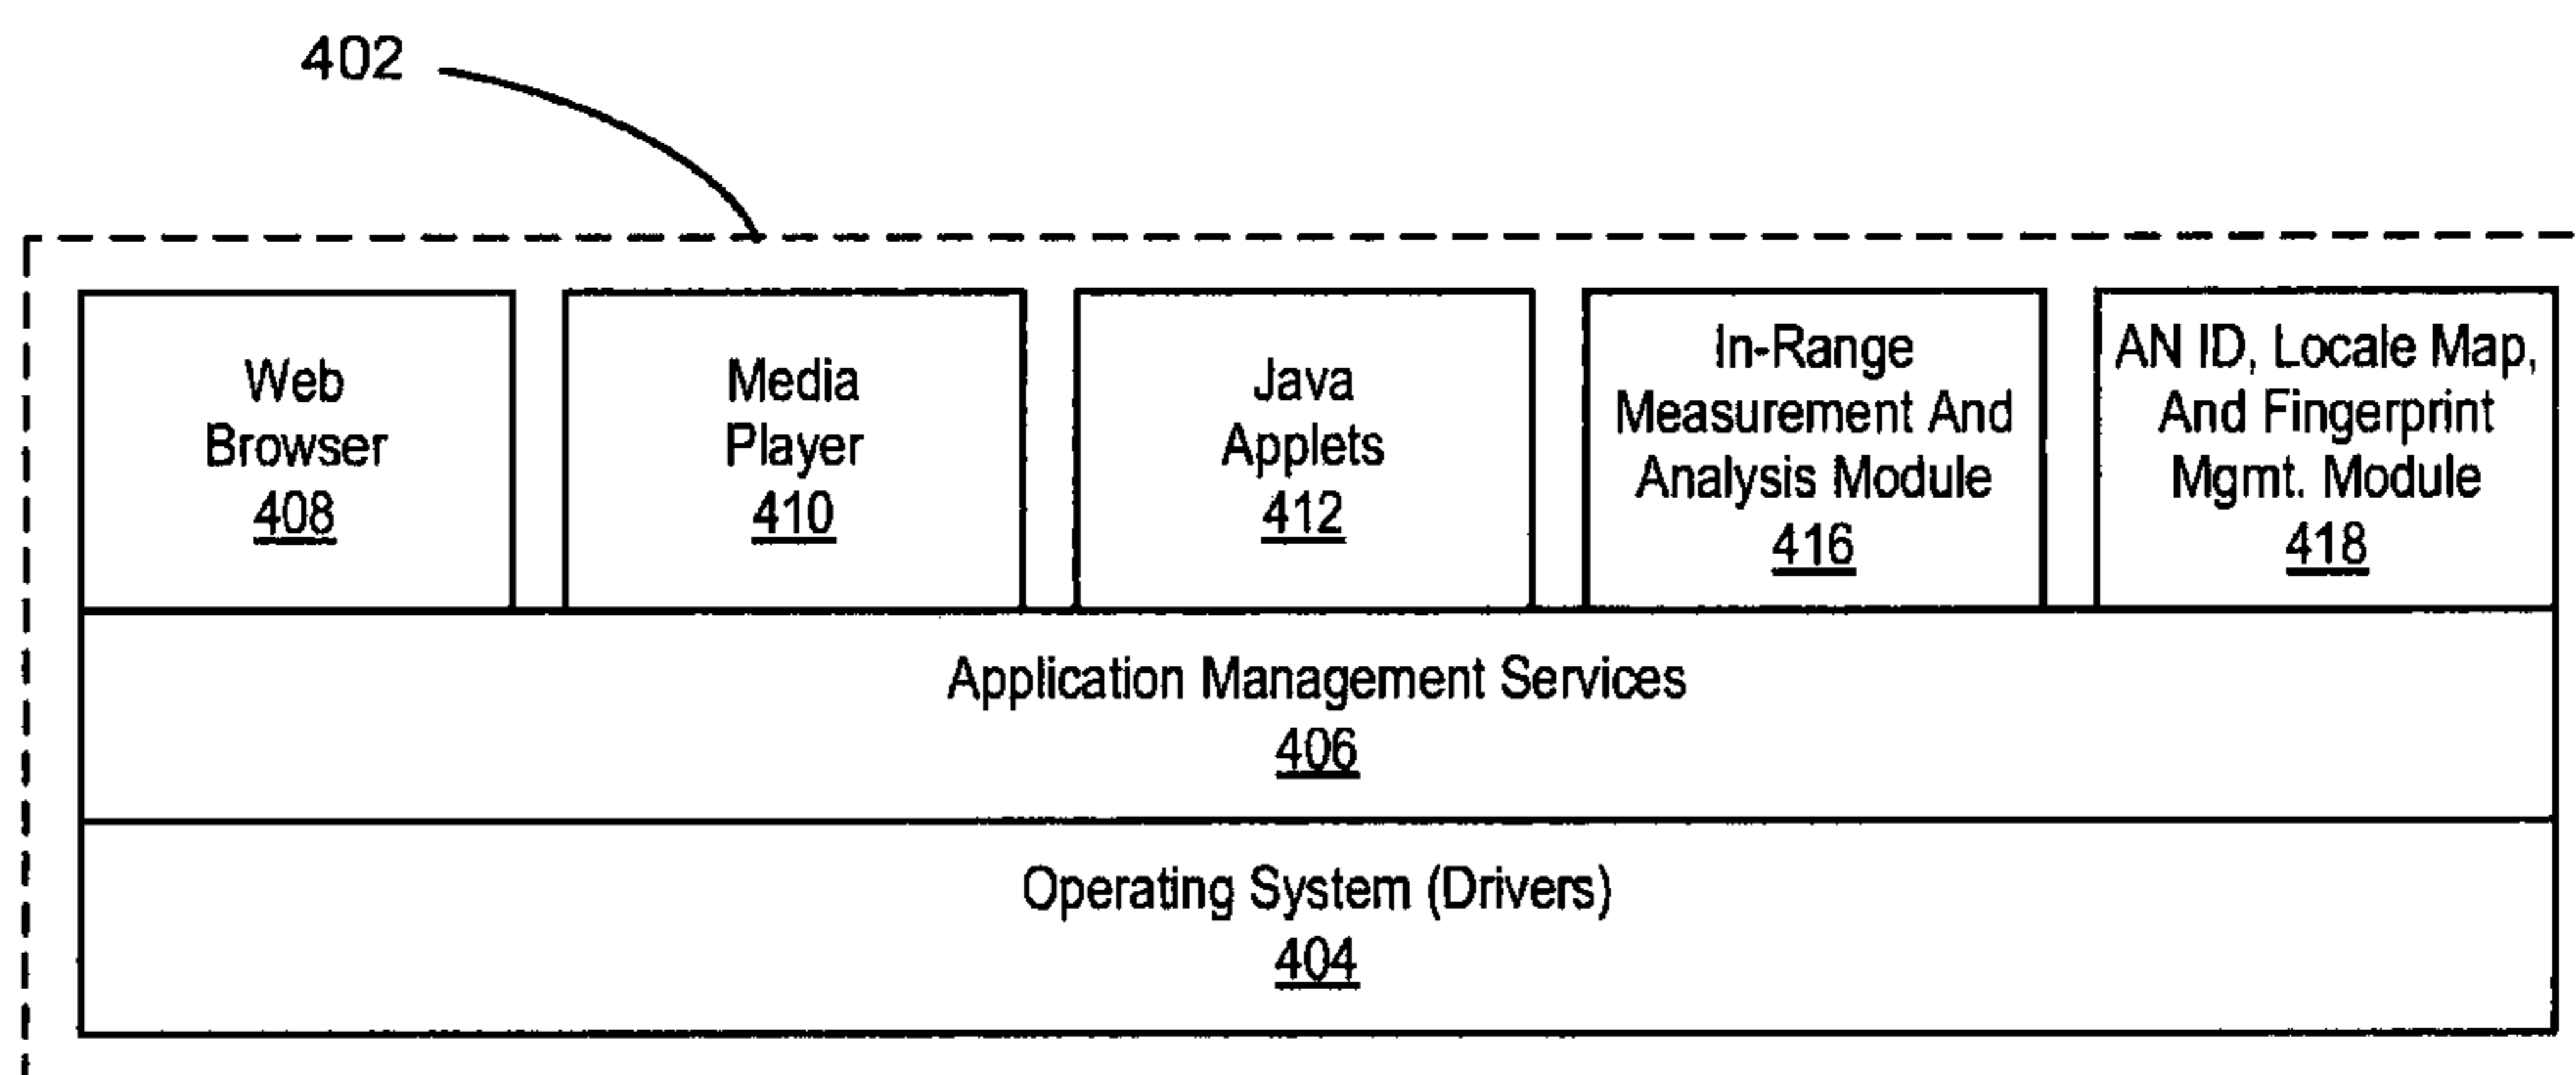 402
Web
Browser
408
Media
Player
410
Java
Applets
412
In-Range
Measurement And
Analysis Module
416
AN ID, Locale Map,
And Fingerprint
Mgmt. Module
418
Application Management Services
406
Operating System (Drivers)
404